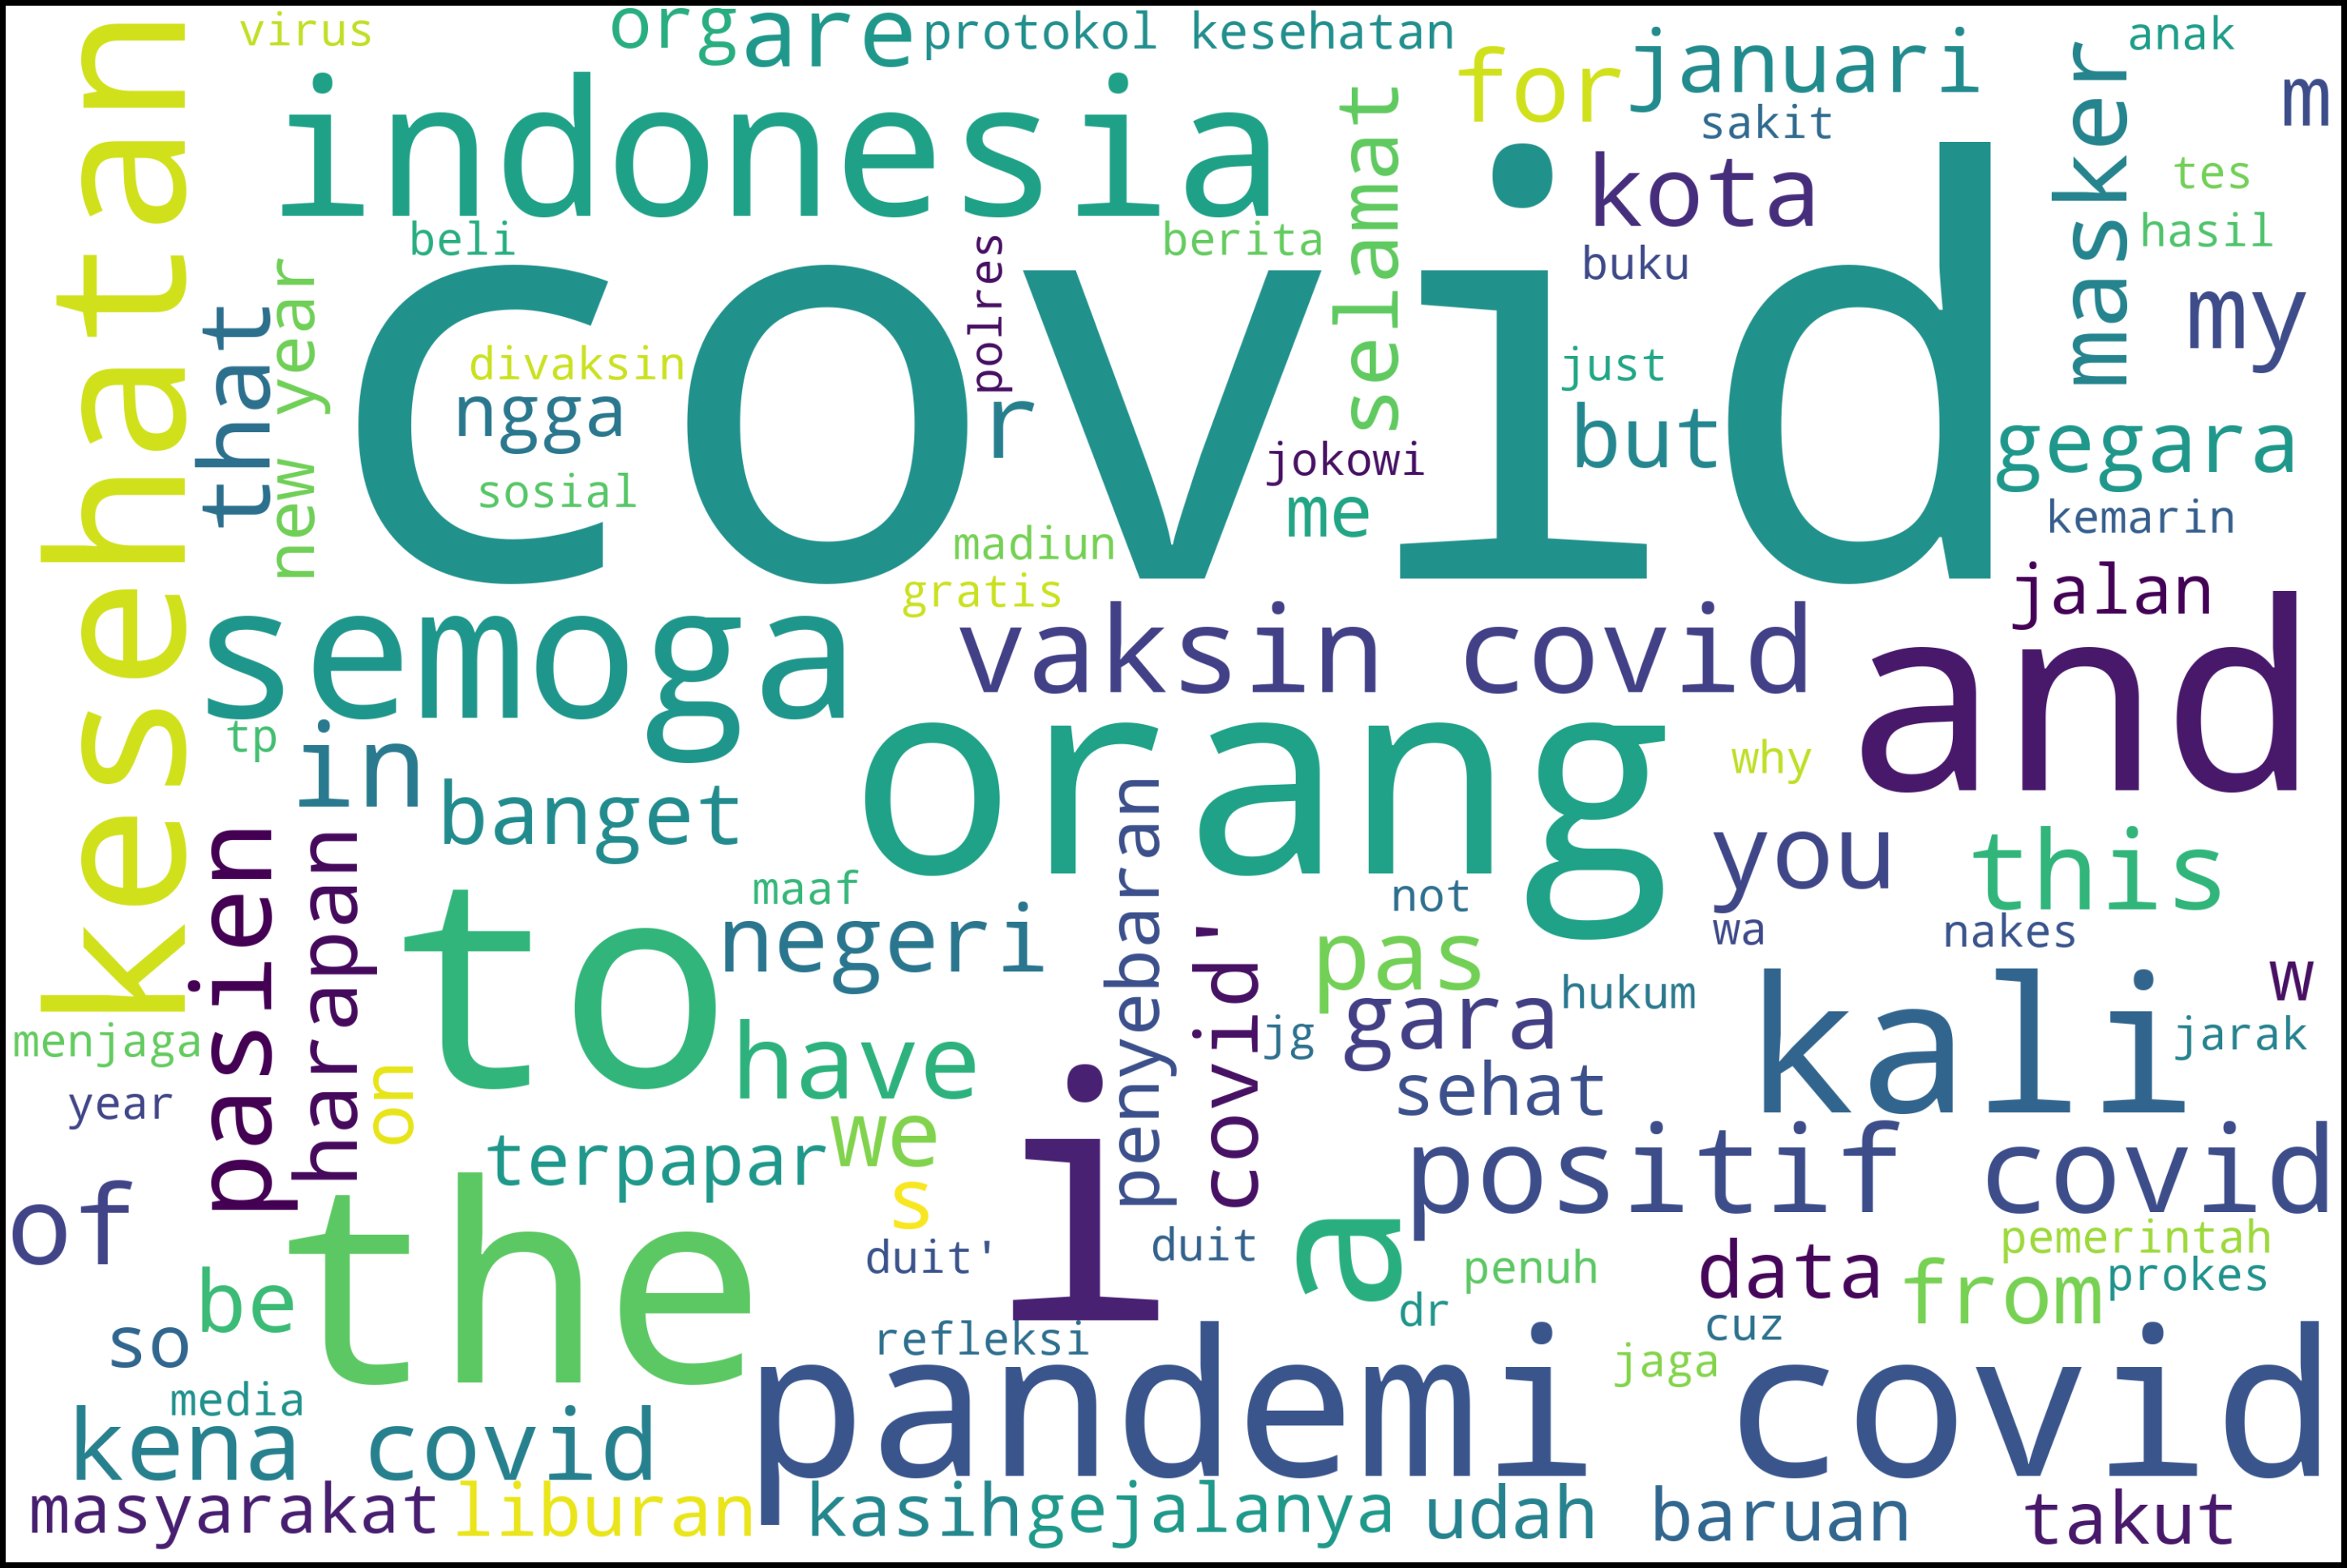 virus
org
are
protokol kesehatan
for
januari
anak
kesehatan
indonesia
selamat
sakit
masker
m
kota
tes
hasil
beli
berita
polres
buku
my
that
new year
covid
divaksin
just
ngga
r
but
gegara
jokowi
sosial
me
kemarin
madiun
gratis
jalan
semoga
vaksin covid
and
tp
in
orang
why
banget
penyebaran
you
this
pasien
harapan
to
maaf
not
negeri
covid'
pas
wa
nakes
kali
w
menjaga
have
jg
gara
hukum
jarak
year
on
i
sehat
we
terpapar
positif covid
of
s
the
duit'
duit
a
penuh
data
pemerintah
from
prokes
be
dr
so
refleksi
cuz
jaga
media
pandemi covid
kena covid
masyarakat
liburan
kasih
gejalanya
udah
baruan
takut